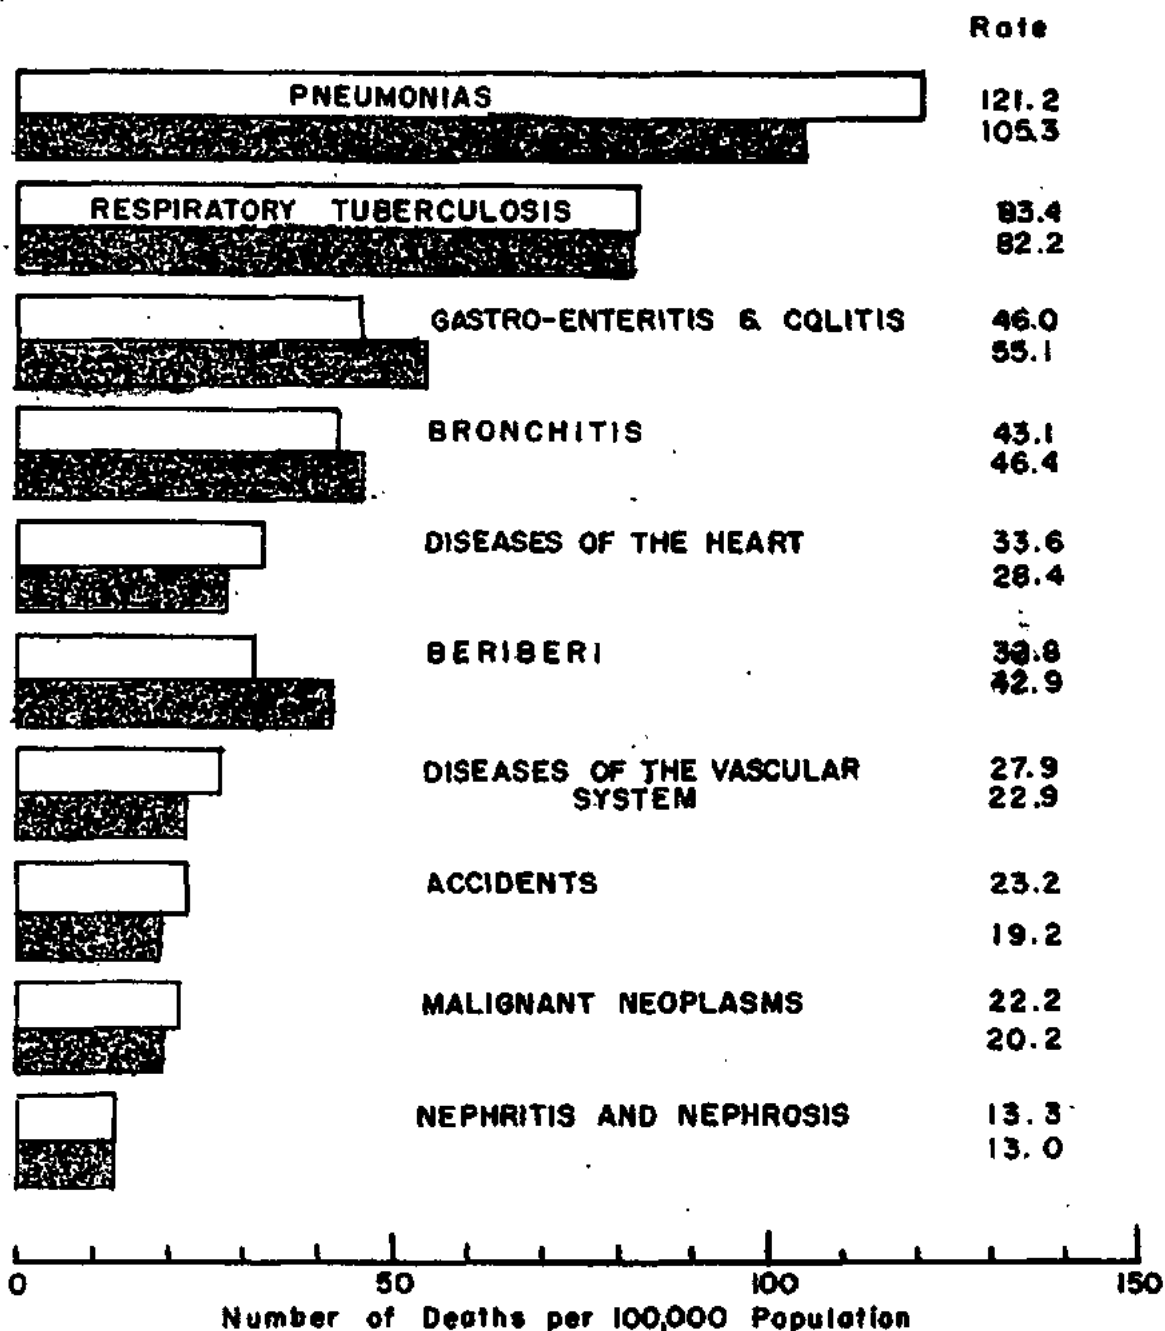 Rate
PNEUMONIAS 121.2
105.3
RESPIRATORY TUBERCULOSIS 83.4
82.2
GASTRO-ENTERITIS & COLITIS 46.0
55.1
BRONCHITIS 43.1
46.4
DISEASES OF THE HEART 33.6
28.4
BERIBERI
42.9
DISEASES OF THE VASCULAR 27.9
SYSTEM 22.9
ACCIDENTS 23.2
19.2
MALIGNANT NEOPLASMS 22.2
20.2
NEPHRITIS AND NEPHROSIS 13.3
13.0
0 50 100 150
Number of Deaths per 100,000 Population